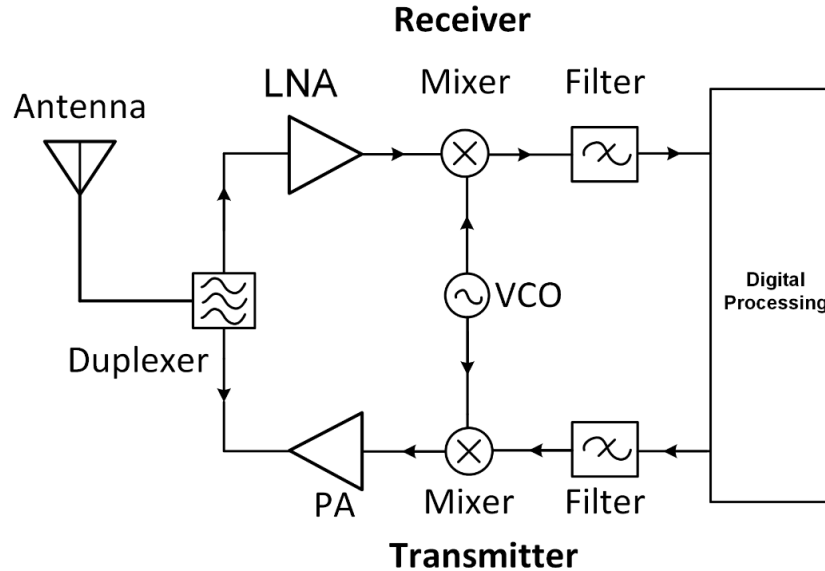 Receiver
LNA
Mixer
Filter
Antenna
Digital
Processing
VCO
Duplexer
PA
Mixer
Filter
Transmitter